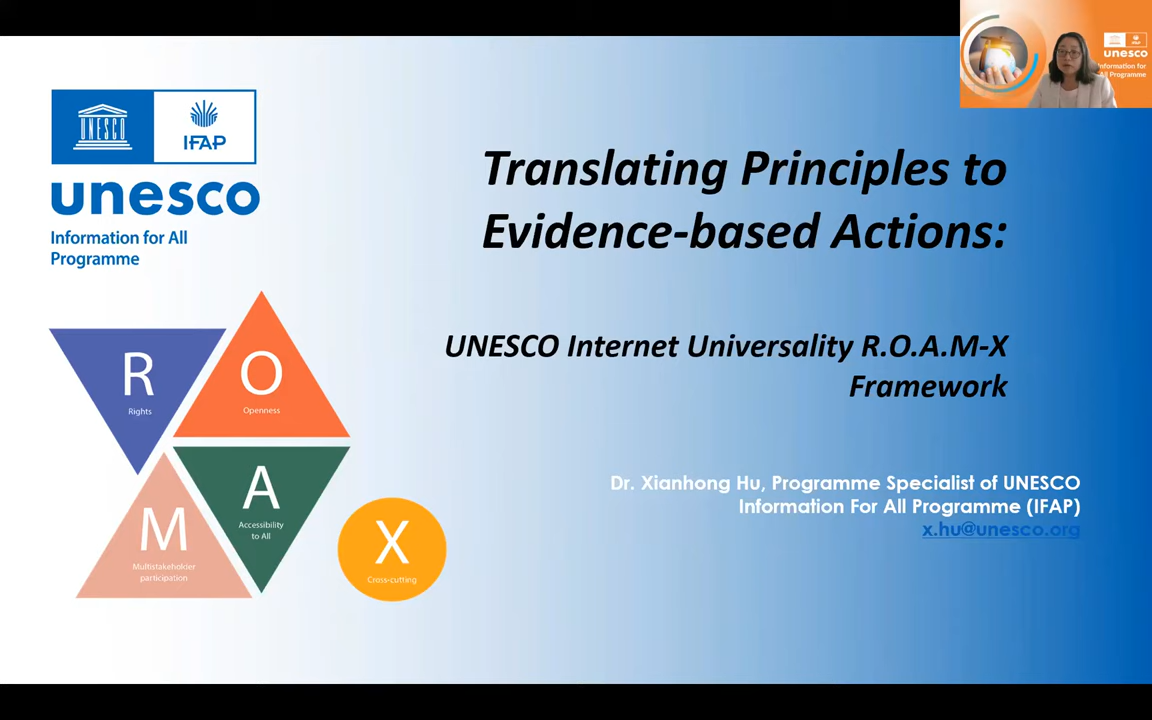 UNESCO
IFAP
unesco
Information for All
Programme
Translating Principles to
Evidence-based Actions:
UNESCO Internet Universality R.O.A.M-X
Framework
R
Rights
O
Openness
A
Accessibility
to All
M
Multistakeholder
participation
X
Cross-cutting
Dr. Xianhong Hu, Programme Specialist of UNESCO
Information For All Programme (IFAP)
x.hu@unesco.org
unesco
Information for
All Programme